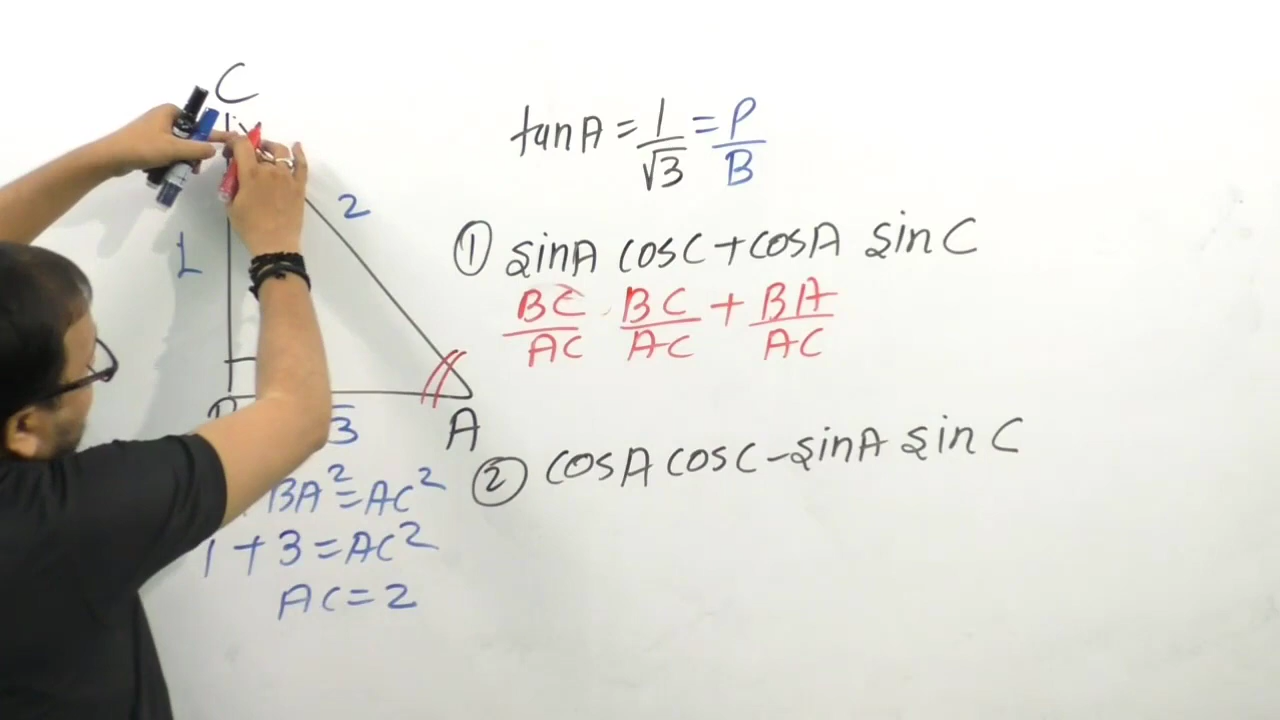 C
tanA = 1/√3 = P/B
2
1
① sinA cosC + cosA sinC
BC/AC . BC/AC + BA/AC
A
3
② cosA cosC - sinA sinC
BA² = AC²
1 + 3 = AC²
AC = 2